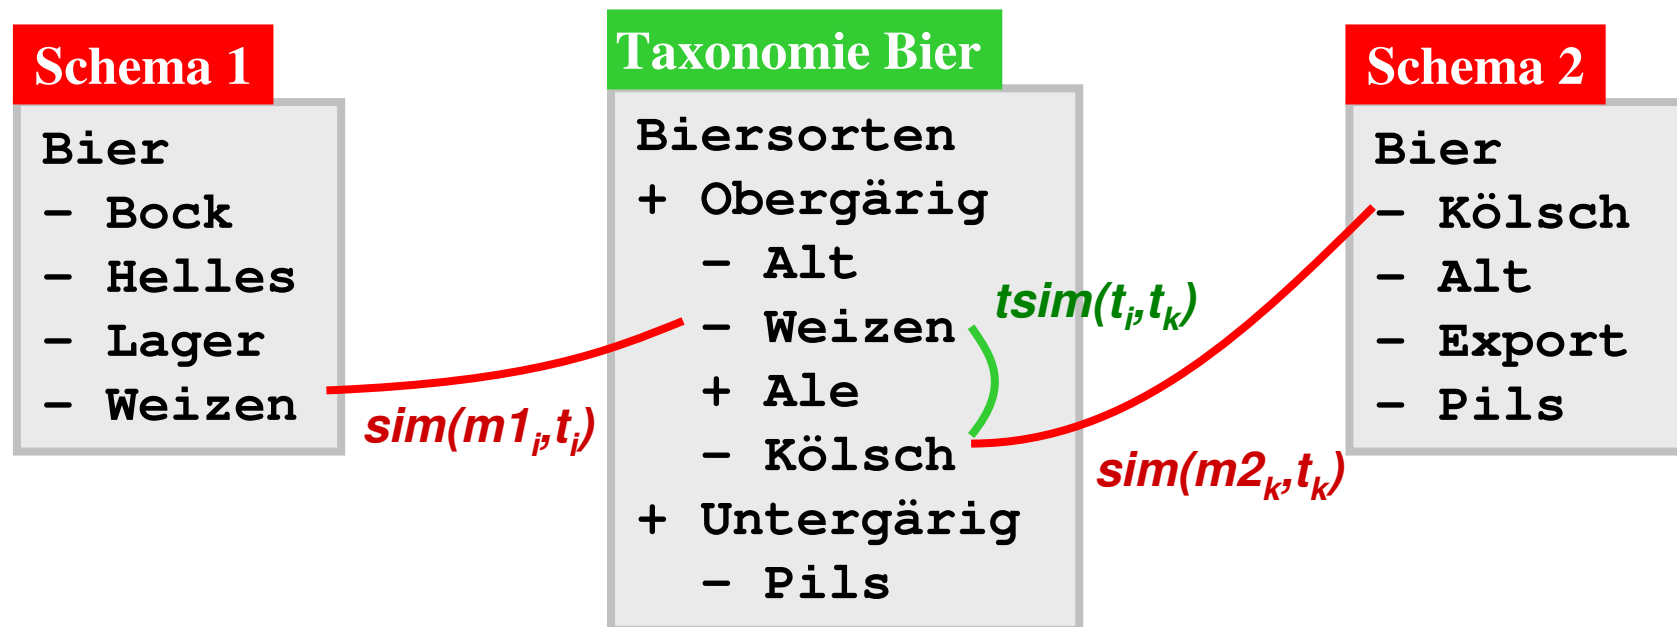 Schema 1
Bier
- Bock
- Helles
- Lager
- Weizen
sim(m1i,ti)
Taxonomie Bier
Biersorten
+ Obergärig
- Alt
- Weizen
+ Ale
- Kölsch
+ Untergärig
- Pils
tsim(ti,tk)
sim(m2k,tk)
Schema 2
Bier
- Kölsch
- Alt
- Export
- Pils